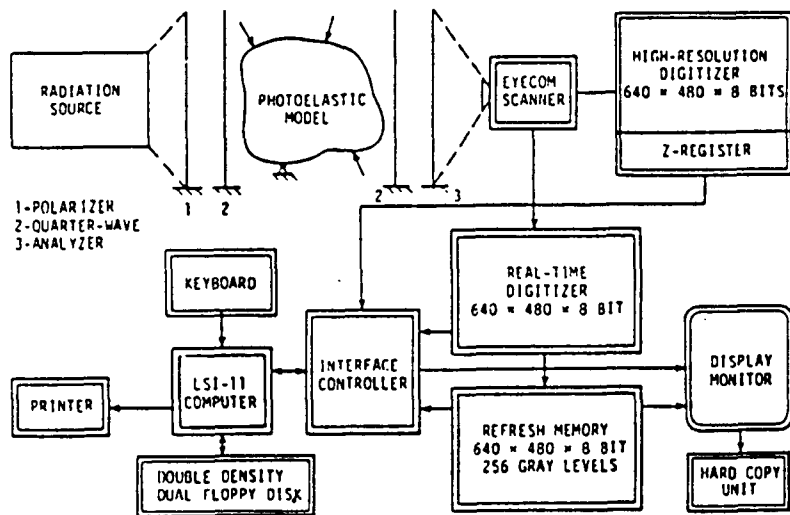 RADIATION
SOURCE
PHOTOELASTIC
MODEL
EYECOM
SCANNER
HIGH-RESOLUTION
DIGITIZER
640 * 480 * 8 BITS
Z-REGISTER
1
2
2
3
1-POLARIZER
2-QUARTER-WAVE
3-ANALYZER
KEYBOARD
REAL-TIME
DIGITIZER
640 * 480 * 8 BIT
PRINTER
LSI-11
COMPUTER
INTERFACE
CONTROLLER
DISPLAY
MONITOR
REFRESH MEMORY
640 * 480 * 8 BIT
256 GRAY LEVELS
DOUBLE DENSITY
DUAL FLOPPY DISK
HARD COPY
UNIT